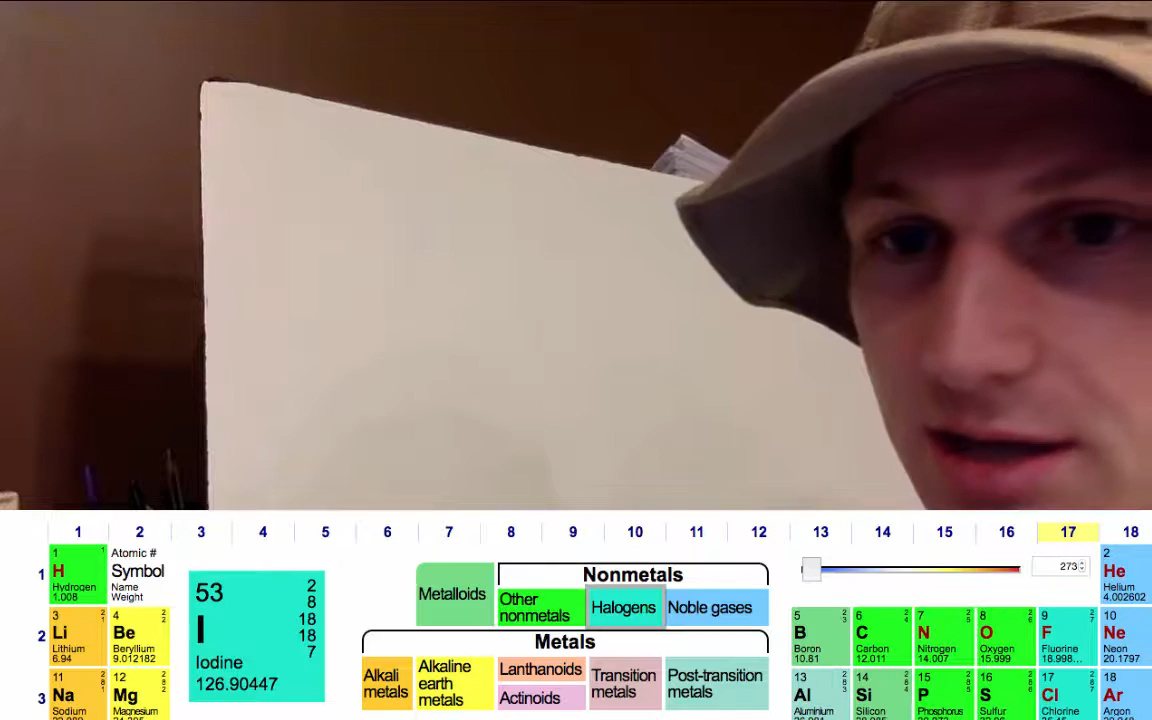 1 2 3 4 5 6 7 8 9 10 11 12 13 14 15 16 17 18
1
1 1
H
Hydrogen
1.008
Atomic #
Symbol
Name
Weight
53
I
Iodine
126.90447
2
8
18
18
7
Metalloids
Nonmetals
Other nonmetals
Halogens
Noble gases
Metals
Alkali metals
Alkaline earth metals
Lanthanoids
Actinoids
Transition metals
Post-transition metals
273
2
He
Helium
4.002602
2
3
Li
Lithium
6.94
4
Be
Beryllium
9.012182
5
B
Boron
10.81
6
C
Carbon
12.011
7
N
Nitrogen
14.007
8
O
Oxygen
15.999
9
F
Fluorine
18.998...
10
Ne
Neon
20.1797
3
11
Na
Sodium
12
Mg
Magnesium
13
Al
Aluminium
14
Si
Silicon
15
P
Phosphorus
16
S
Sulfur
17
Cl
Chlorine
18
Ar
Argon